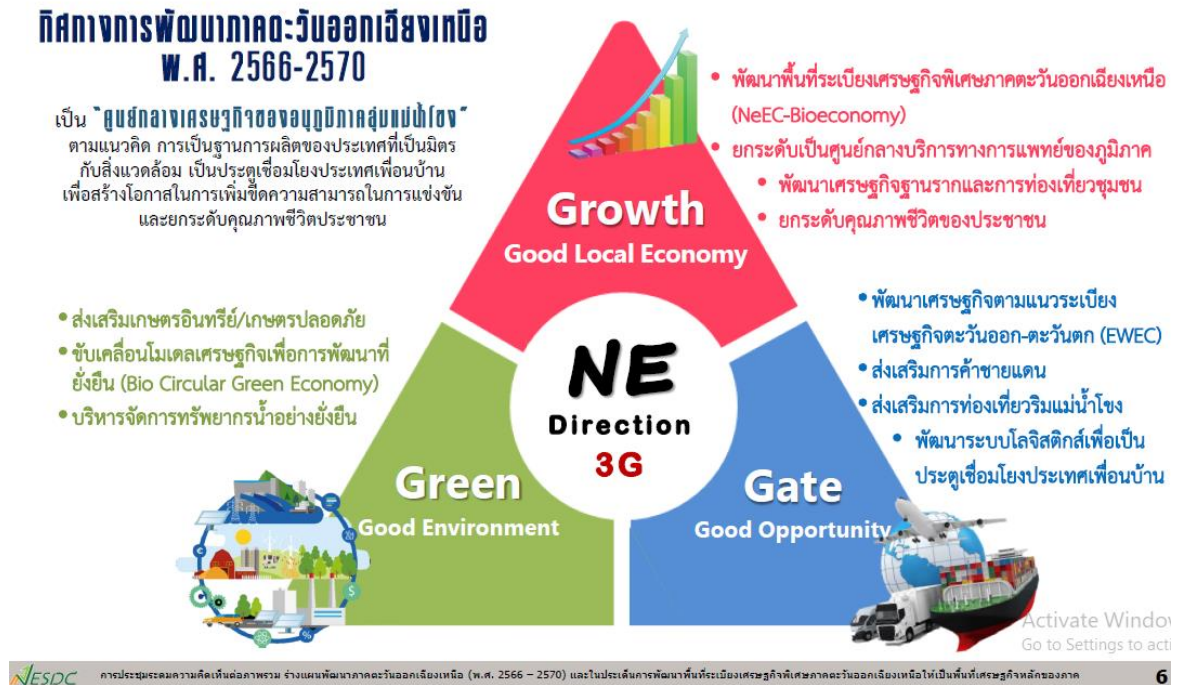 ทิศทางการพัฒนาภาคตะวันออกเฉียงเหนือ
พ.ศ. 2566-2570
เป็น "ศูนย์กลางเศรษฐกิจของอนุภูมิภาคลุ่มแม่น้ำโขง"
ตามแนวคิด การเป็นฐานการผลิตของประเทศที่เป็นมิตร
กับสิ่งแวดล้อม เป็นประตูเชื่อมโยงประเทศเพื่อนบ้าน
เพื่อสร้างโอกาสในการเพิ่มขีดความสามารถในการแข่งขัน
และยกระดับคุณภาพชีวิตประชาชน
Growth
Good Local Economy
• พัฒนาพื้นที่ระเบียงเศรษฐกิจพิเศษภาคตะวันออกเฉียงเหนือ
(NeEC-Bioeconomy)
• ยกระดับเป็นศูนย์กลางบริการทางการแพทย์ของภูมิภาค
• พัฒนาเศรษฐกิจฐานรากและการท่องเที่ยวชุมชน
• ยกระดับคุณภาพชีวิตของประชาชน
• ส่งเสริมเกษตรอินทรีย์/เกษตรปลอดภัย
• ขับเคลื่อนโมเดลเศรษฐกิจเพื่อการพัฒนาที่
ยั่งยืน (Bio Circular Green Economy)
• บริหารจัดการทรัพยากรน้ำอย่างยั่งยืน
NE
Direction
3G
• พัฒนาเศรษฐกิจตามแนวระเบียง
เศรษฐกิจตะวันออก-ตะวันตก (EWEC)
• ส่งเสริมการค้าชายแดน
• ส่งเสริมการท่องเที่ยวริมแม่น้ำโขง
• พัฒนาระบบโลจิสติกส์เพื่อเป็น
ประตูเชื่อมโยงประเทศเพื่อนบ้าน
Green
Good Environment
Gate
Good Opportunity
Activate Window
Go to Settings to acti
NESDC การประชุมระดมความคิดเห็นต่อภาพรวม ร่างแผนพัฒนาภาคตะวันออกเฉียงเหนือ (พ.ศ. 2566 – 2570) และในประเด็นการพัฒนาพื้นที่ระเบียงเศรษฐกิจพิเศษภาคตะวันออกเฉียงเหนือให้เป็นพื้นที่เศรษฐกิจหลักของภาค 6